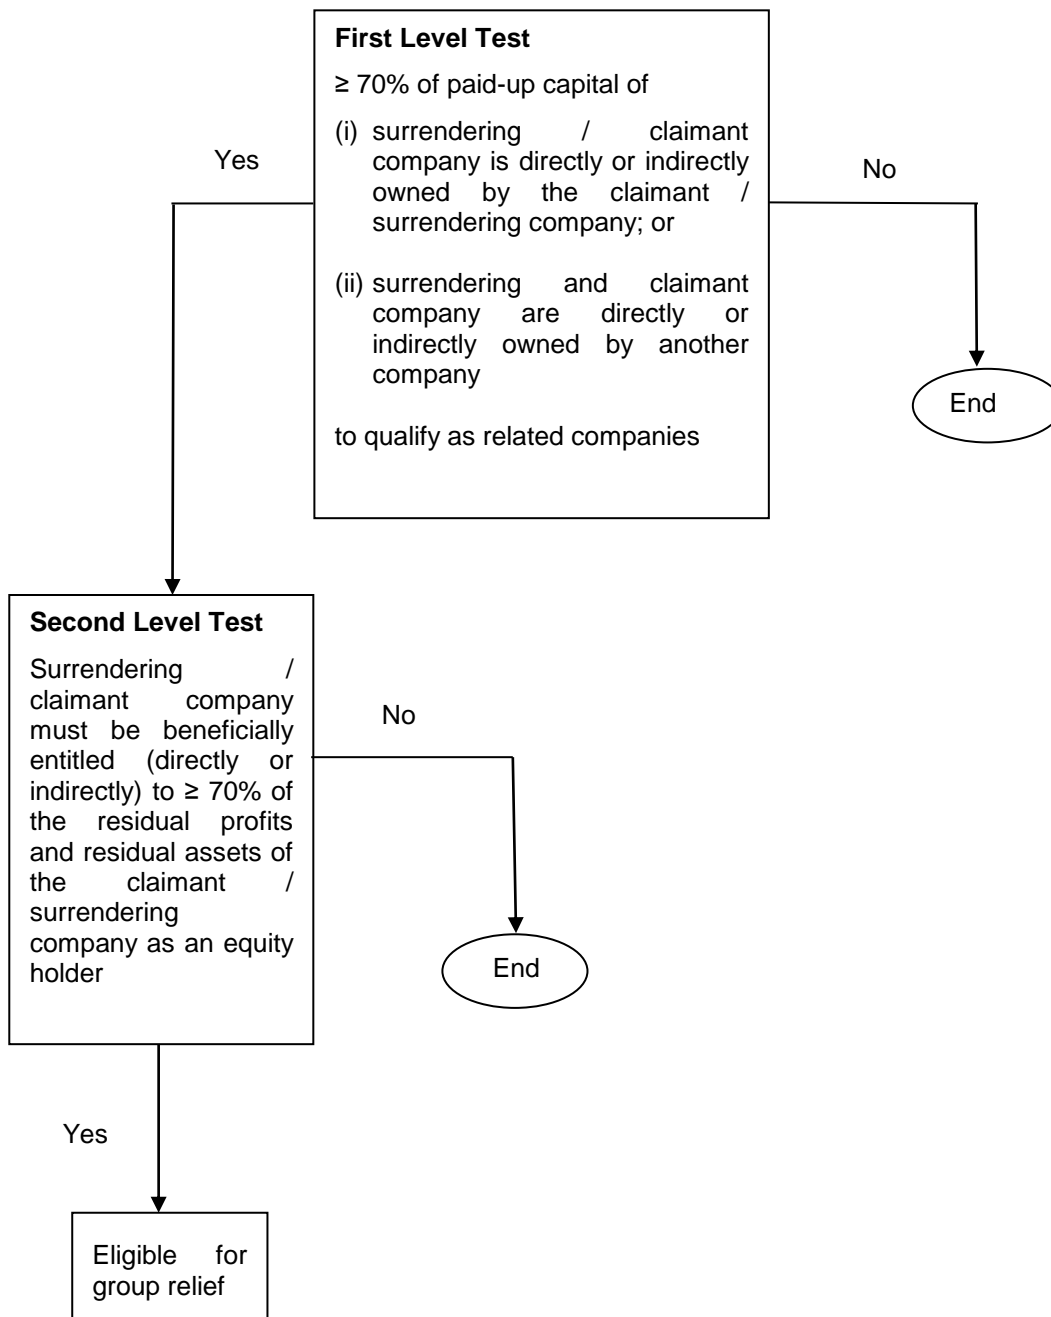 First Level Test
≥ 70% of paid-up capital of
(i) surrendering / claimant
company is directly or indirectly
owned by the claimant /
surrendering company; or
(ii) surrendering and claimant
company are directly or
indirectly owned by another
company
to qualify as related companies
Yes
No
End
Second Level Test
Surrendering /
claimant company
must be beneficially
entitled (directly or
indirectly) to ≥ 70% of
the residual profits
and residual assets of
the claimant /
surrendering
company as an equity
holder
No
End
Yes
Eligible for
group relief